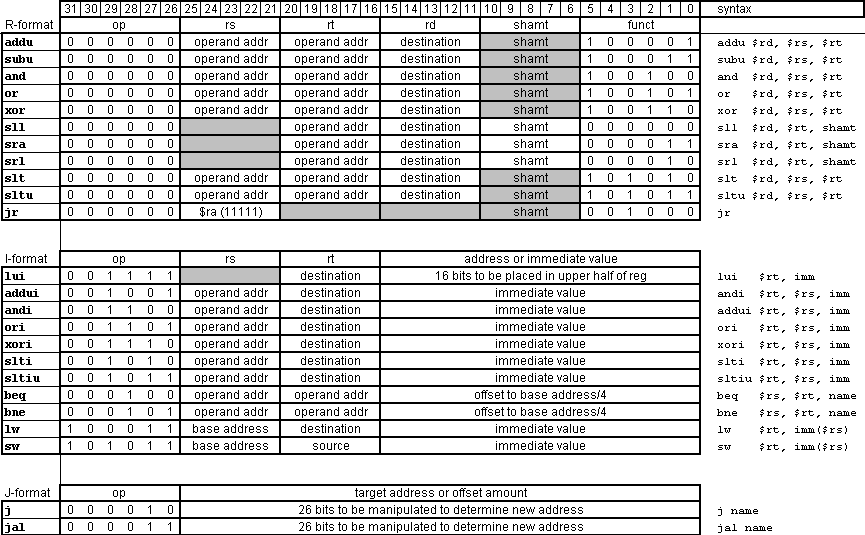 31 30 29 28 27 26 25 24 23 22 21 20 19 18 17 16 15 14 13 12 11 10 9 8 7 6 5 4 3 2 1 0 syntax
R-format op rs rt rd shamt funct
addu 0 0 0 0 0 0 operand addr operand addr destination shamt 1 0 0 0 0 1 addu $rd, $rs, $rt
subu 0 0 0 0 0 0 operand addr operand addr destination shamt 1 0 0 0 1 1 subu $rd, $rs, $rt
and 0 0 0 0 0 0 operand addr operand addr destination shamt 1 0 0 1 0 0 and $rd, $rs, $rt
or 0 0 0 0 0 0 operand addr operand addr destination shamt 1 0 0 1 0 1 or $rd, $rs, $rt
xor 0 0 0 0 0 0 operand addr operand addr destination shamt 1 0 0 1 1 0 xor $rd, $rs, $rt
sll 0 0 0 0 0 0 operand addr destination shamt 0 0 0 0 0 0 sll $rd, $rt, shamt
sra 0 0 0 0 0 0 operand addr destination shamt 0 0 0 0 1 1 sra $rd, $rt, shamt
srl 0 0 0 0 0 0 operand addr destination shamt 0 0 0 0 1 0 srl $rd, $rt, shamt
slt 0 0 0 0 0 0 operand addr operand addr destination shamt 1 0 1 0 1 0 slt $rd, $rs, $rt
sltu 0 0 0 0 0 0 operand addr operand addr destination shamt 1 0 1 0 1 1 sltu $rd, $rs, $rt
jr 0 0 0 0 0 0 $ra (11111) shamt 0 0 1 0 0 0 jr
I-format op rs rt address or immediate value
lui 0 0 1 1 1 1 destination 16 bits to be placed in upper half of reg lui $rt, imm
addui 0 0 1 0 0 1 operand addr destination immediate value andi $rt, $rs, imm
andi 0 0 1 1 0 0 operand addr destination immediate value addui $rt, $rs, imm
ori 0 0 1 1 0 1 operand addr destination immediate value ori $rt, $rs, imm
xori 0 0 1 1 1 0 operand addr destination immediate value xori $rt, $rs, imm
slti 0 0 1 0 1 0 operand addr destination immediate value slti $rt, $rs, imm
sltiu 0 0 1 0 1 1 operand addr destination immediate value sltiu $rt, $rs, imm
beq 0 0 0 1 0 0 operand addr operand addr offset to base address/4 beq $rs, $rt, name
bne 0 0 0 1 0 1 operand addr operand addr offset to base address/4 bne $rs, $rt, name
lw 1 0 0 0 1 1 base address destination immediate value lw $rt, imm($rs)
sw 1 0 1 0 1 1 base address source immediate value sw $rt, imm($rs)
J-format op target address or offset amount
j 0 0 0 0 1 0 26 bits to be manipulated to determine new address j name
jal 0 0 0 0 1 1 26 bits to be manipulated to determine new address jal name